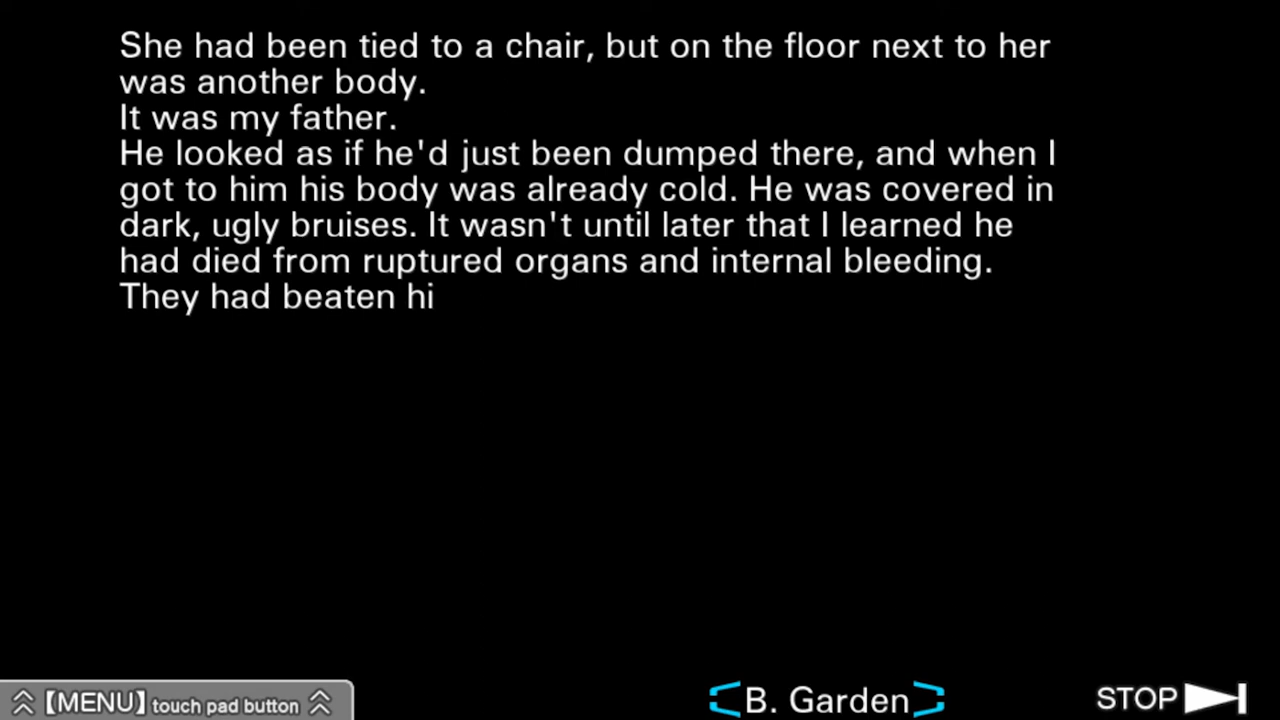 She had been tied to a chair, but on the floor next to her
was another body.
It was my father.
He looked as if he'd just been dumped there, and when I
got to him his body was already cold. He was covered in
dark, ugly bruises. It wasn't until later that I learned he
had died from ruptured organs and internal bleeding.
They had beaten hi
【MENU】 touch pad button
B. Garden
STOP